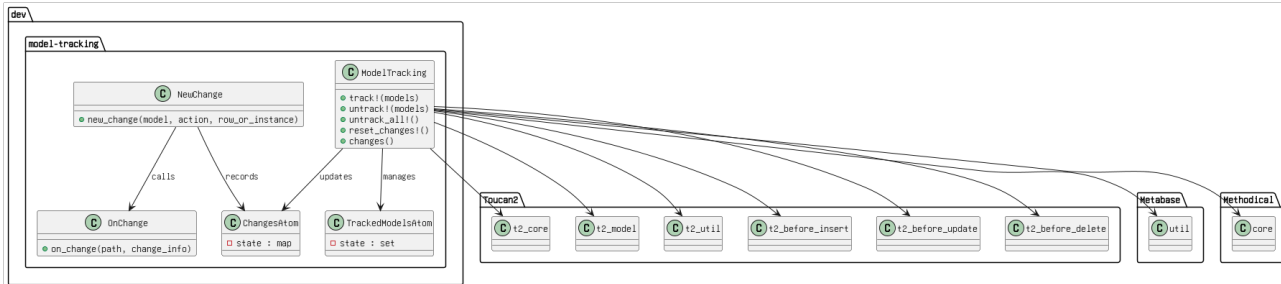 dev
model-tracking
C ModelTracking
track!(models)
untrack!(models)
untrack_all!()
reset_changes!()
changes()
C NewChange
new_change(model, action, row_or_instance)
calls
records
updates
manages
C OnChange
on_change(path, change_info)
C ChangesAtom
state : map
C TrackedModelsAtom
state : set
Toucan2
C t2_core
C t2_model
C t2_util
C t2_before_insert
C t2_before_update
C t2_before_delete
Metabase
C util
Methodical
C core